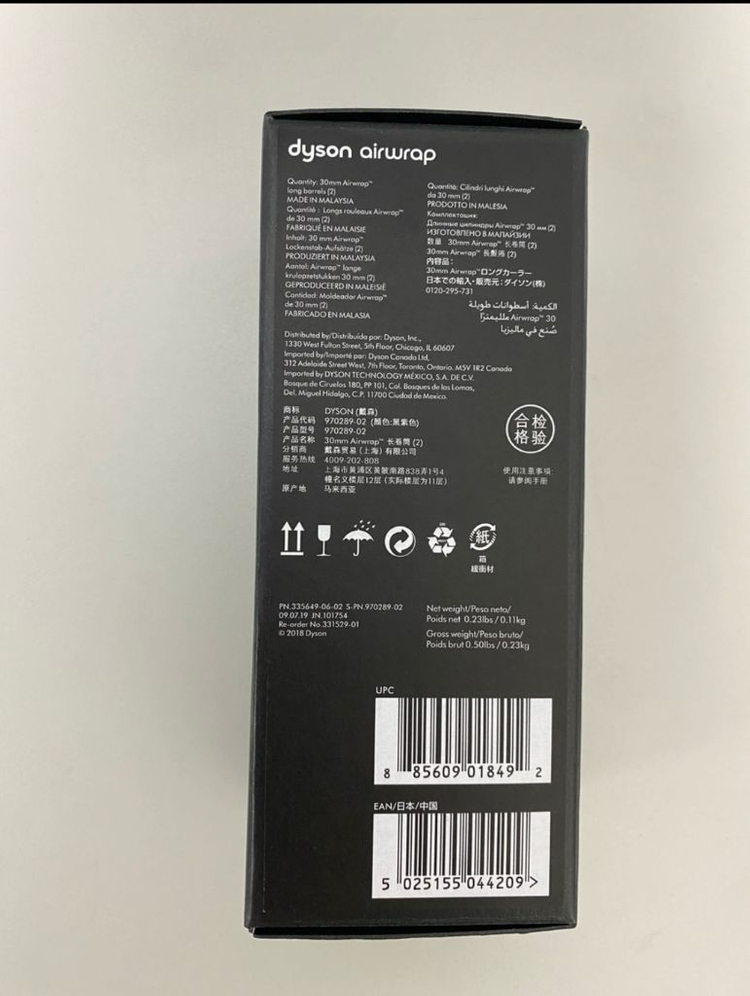 dyson airwrap
Quantity: 30mm Airwrap™
long barrels (2)
MADE IN MALAYSIA
Quantité : Longs rouleaux Airwrap™
de 30 mm (2)
FABRIQUÉ EN MALAISIE
Inhalt: 30 mm Airwrap™
Lockenstab-Aufsätze (2)
PRODUZIERT IN MALAYSIA
Aantal: Airwrap™ lange
krulopzetstukken 30 mm (2)
GEPRODUCEERD IN MALEISIË
Cantidad: Moldeador Airwrap™
de 30 mm (2)
FABRICADO EN MALASIA
Quantità: Cilindri lunghi Airwrap™
da 30 mm (2)
PRODOTTO IN MALESIA
Комплектация:
Длинные цилиндры Airwrap™ 30 мм (2)
ИЗГОТОВЛЕНО В МАЛАЙЗИИ
数量 30mm Airwrap™ 长卷筒 (2)
30mm Airwrap™ 長髮捲 (2)
内容品：
30mm Airwrap™ロングカーラー
日本での輸入・販売元：ダイソン(株)
0120-295-731
الكمية: أسطوانات طويلة
Airwrap™ 30 ملليمترًا
صُنع في ماليزيا
Distributed by/Distribuida por: Dyson, Inc.,
1330 West Fulton Street, 5th Floor, Chicago, IL 60607
Imported by/Importé par: Dyson Canada Ltd,
312 Adelaide Street West, 7th Floor, Toronto, Ontario. M5V 1R2 Canada
Imported by DYSON TECHNOLOGY MÉXICO, S.A. DE C.V.
Bosque de Ciruelos 180, PP 101, Col. Bosques de las Lomas,
Del. Miguel Hidalgo, C.P. 11700 Ciudad de Mexico.
商标 DYSON (戴森)
产品代码 970289-02 (颜色:黑紫色)
产品型号 970289-02
产品名称 30mm Airwrap™ 长卷筒 (2)
分销商 戴森贸易 (上海) 有限公司
服务热线 4009-202-808
地址 上海市黄浦区黄陂南路838弄1号4
幢名义楼层12层 (实际楼层为11层)
原产地 马来西亚
合检
格验
使用注意事项:
请参阅手册
紙
箱
緩衝材
PN.335649-06-02 S-PN.970289-02
09.07.19 JN.101754
Re-order No.331529-01
© 2018 Dyson
Net weight/Peso neto/
Poids net 0.23lbs / 0.11kg
Gross weight/Peso bruto/
Poids brut 0.50lbs / 0.23kg
UPC
8 85609 01849 2
EAN/日本/中国
5 025155 044209 >